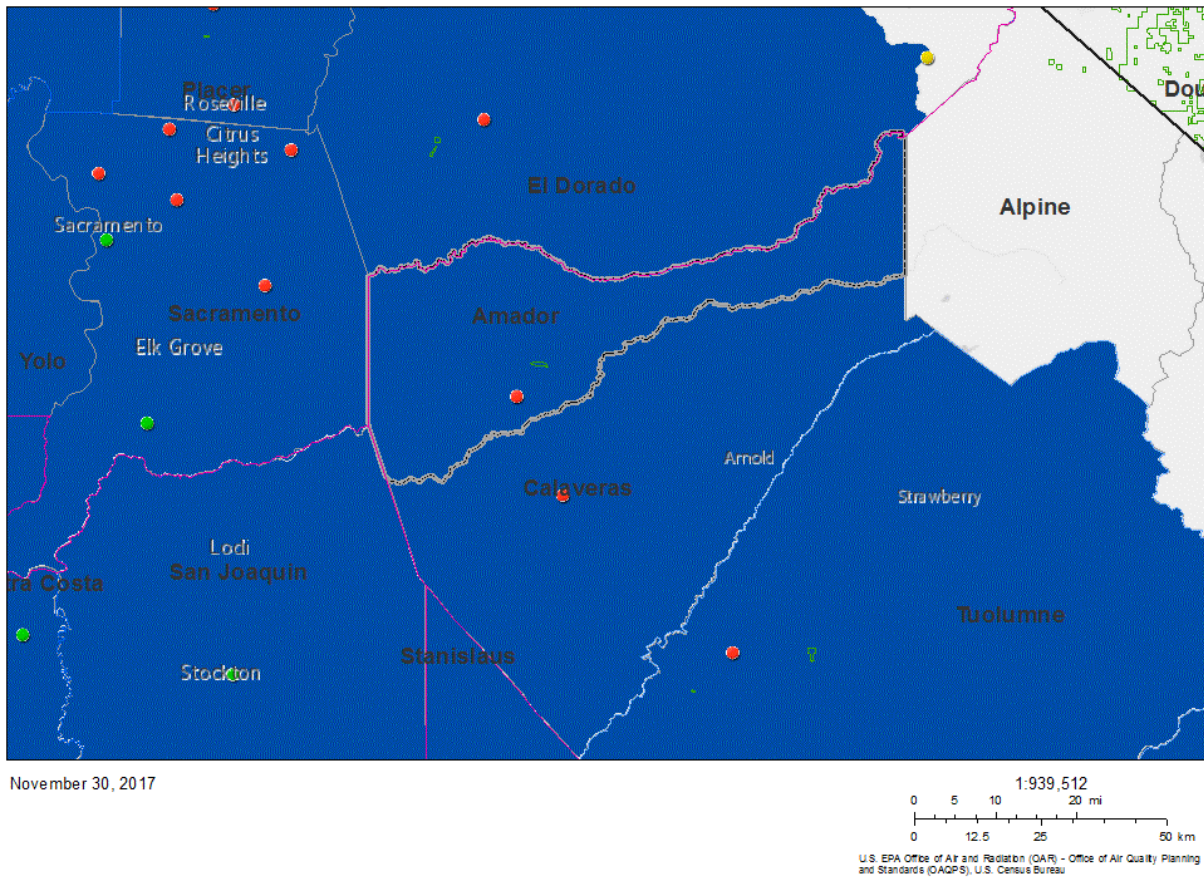 Placer
Roseville
Citrus
Heights
Dou
El Dorado
Alpine
Sacramento
Sacramento
Amador
Elk Grove
Yolo
Arnold
Calaveras
Strawberry
Lodi
San Joaquin
tra Costa
Tuolumne
Stanislaus
Stockton
November 30, 2017
1:939,512
0 5 10 20 mi
0 12.5 25 50 km
U.S. EPA Office of Air and Radiation (OAR) - Office of Air Quality Planning
and Standards (OAQPS), U.S. Census Bureau